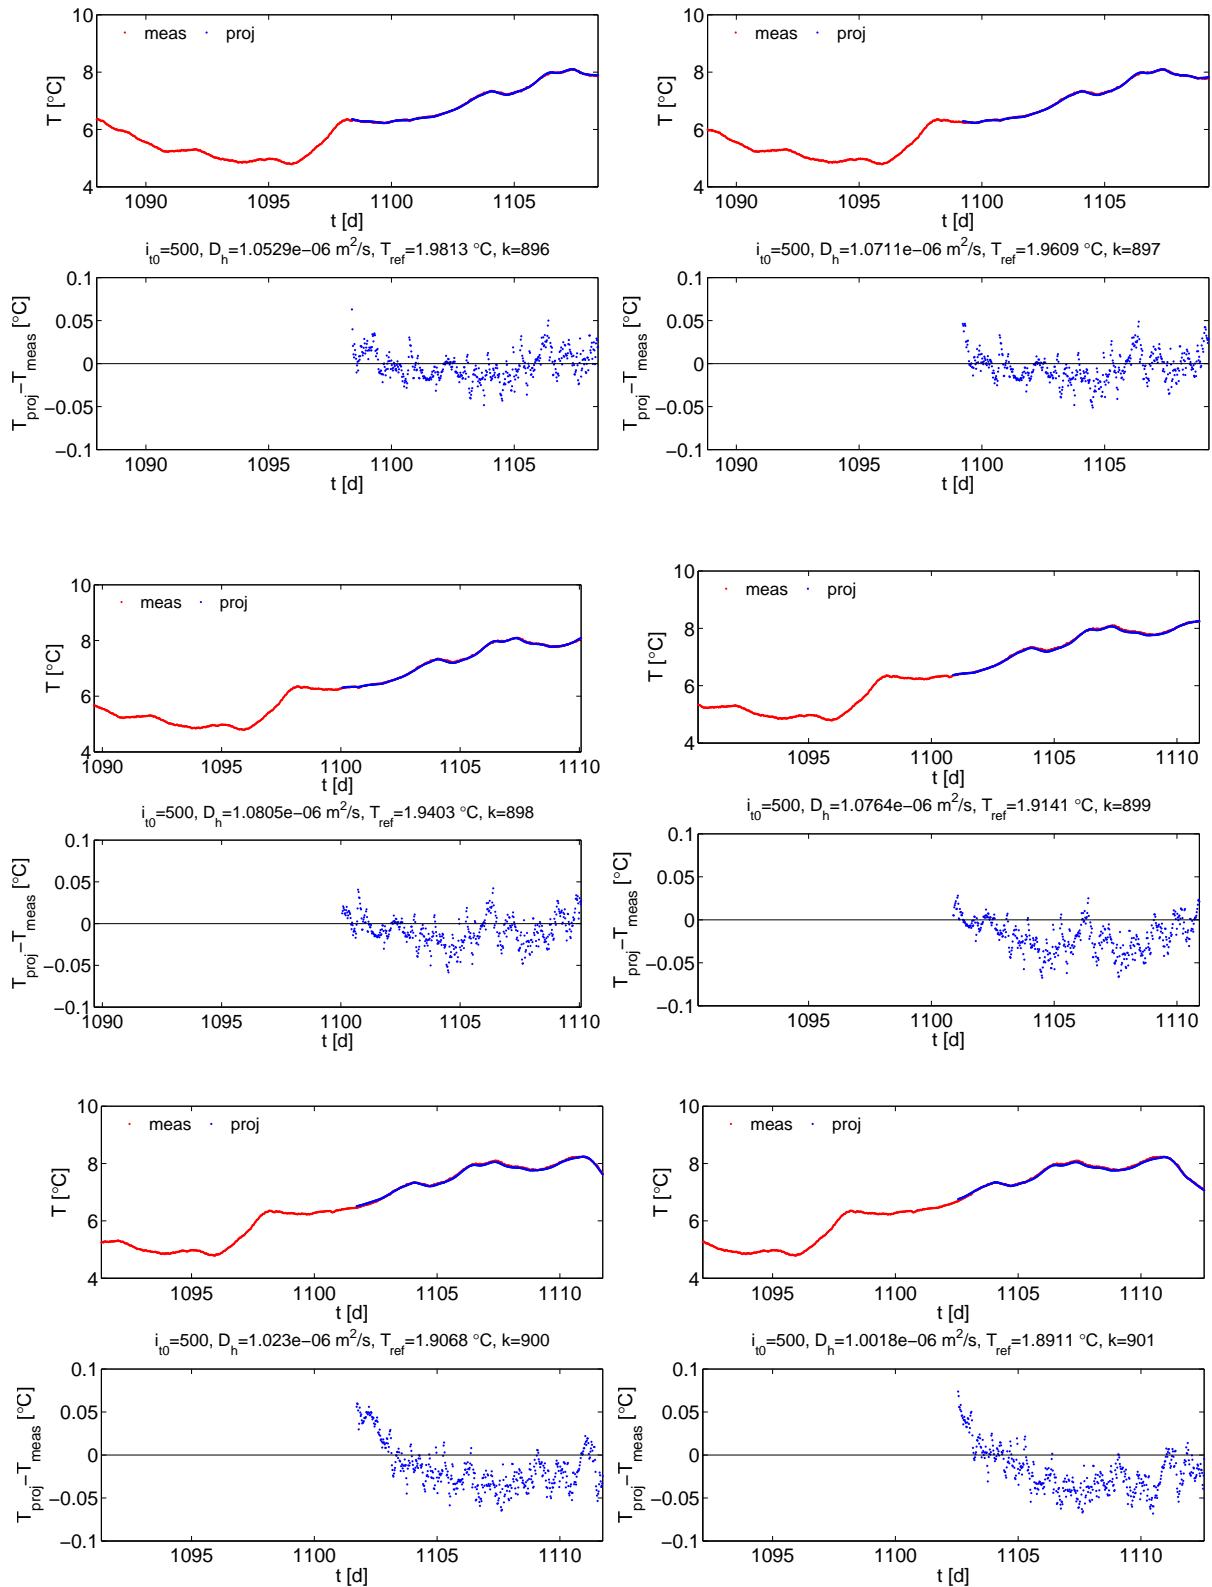 10
8
6
4
T [°C]
meas proj
1090 1095 1100 1105
t [d]
i_t0=500, D_h=1.0529e−06 m²/s, T_ref=1.9813 °C, k=896
0.1
0.05
0
−0.05
−0.1
T_proj−T_meas [°C]
1090 1095 1100 1105
t [d]
10
8
6
4
T [°C]
meas proj
1090 1095 1100 1105
t [d]
i_t0=500, D_h=1.0711e−06 m²/s, T_ref=1.9609 °C, k=897
0.1
0.05
0
−0.05
−0.1
T_proj−T_meas [°C]
1090 1095 1100 1105
t [d]
10
8
6
4
T [°C]
meas proj
1090 1095 1100 1105 1110
t [d]
i_t0=500, D_h=1.0805e−06 m²/s, T_ref=1.9403 °C, k=898
0.1
0.05
0
−0.05
−0.1
T_proj−T_meas [°C]
1090 1095 1100 1105 1110
t [d]
10
8
6
4
T [°C]
meas proj
1095 1100 1105 1110
t [d]
i_t0=500, D_h=1.0764e−06 m²/s, T_ref=1.9141 °C, k=899
0.1
0.05
0
−0.05
−0.1
T_proj−T_meas [°C]
1095 1100 1105 1110
t [d]
10
8
6
4
T [°C]
meas proj
1095 1100 1105 1110
t [d]
i_t0=500, D_h=1.023e−06 m²/s, T_ref=1.9068 °C, k=900
0.1
0.05
0
−0.05
−0.1
T_proj−T_meas [°C]
1095 1100 1105 1110
t [d]
10
8
6
4
T [°C]
meas proj
1095 1100 1105 1110
t [d]
i_t0=500, D_h=1.0018e−06 m²/s, T_ref=1.8911 °C, k=901
0.1
0.05
0
−0.05
−0.1
T_proj−T_meas [°C]
1095 1100 1105 1110
t [d]